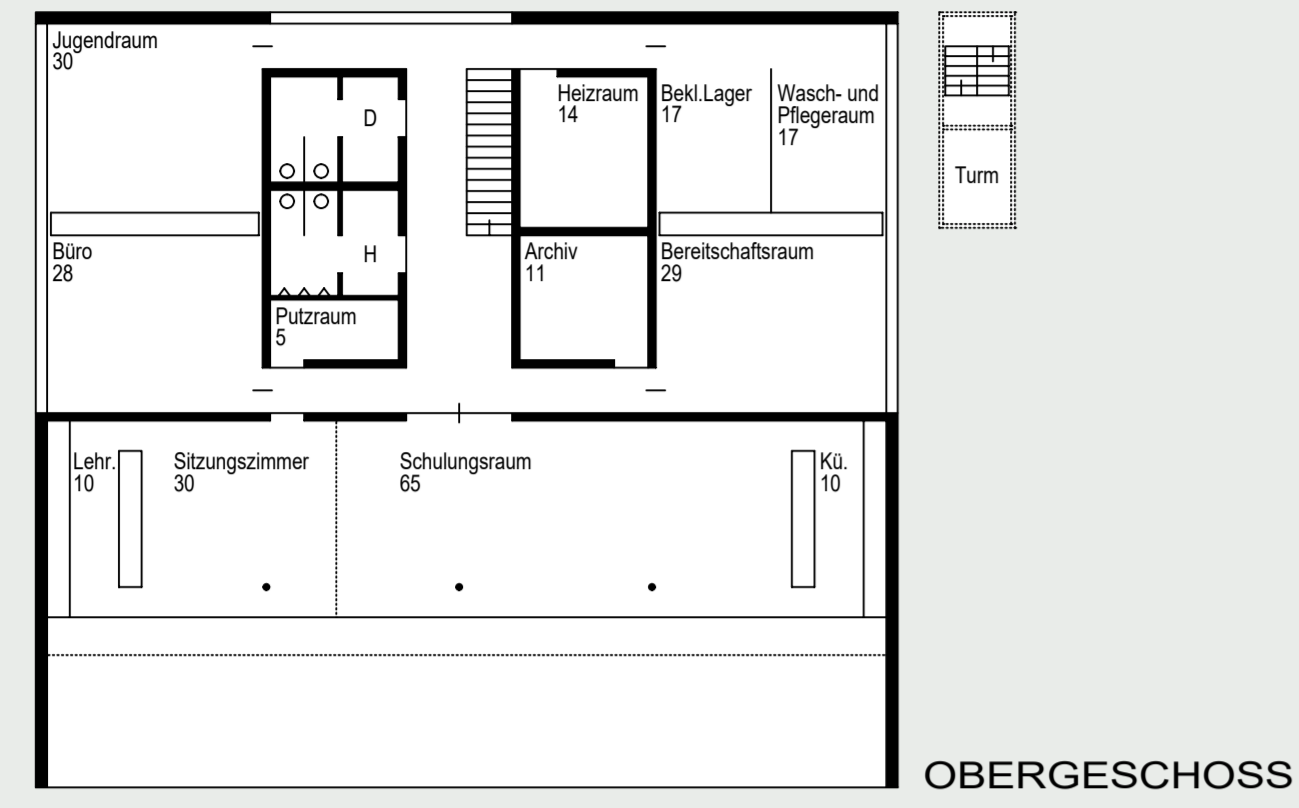 Jugendraum
30
D
Heizraum
14
Bekl.Lager
17
Wasch- und
Pflegeraum
17
Turm
Büro
28
H
Archiv
11
Bereitschaftsraum
29
Putzraum
5
Lehr.
10
Sitzungszimmer
30
Schulungsraum
65
Kü.
10
OBERGESCHOSS